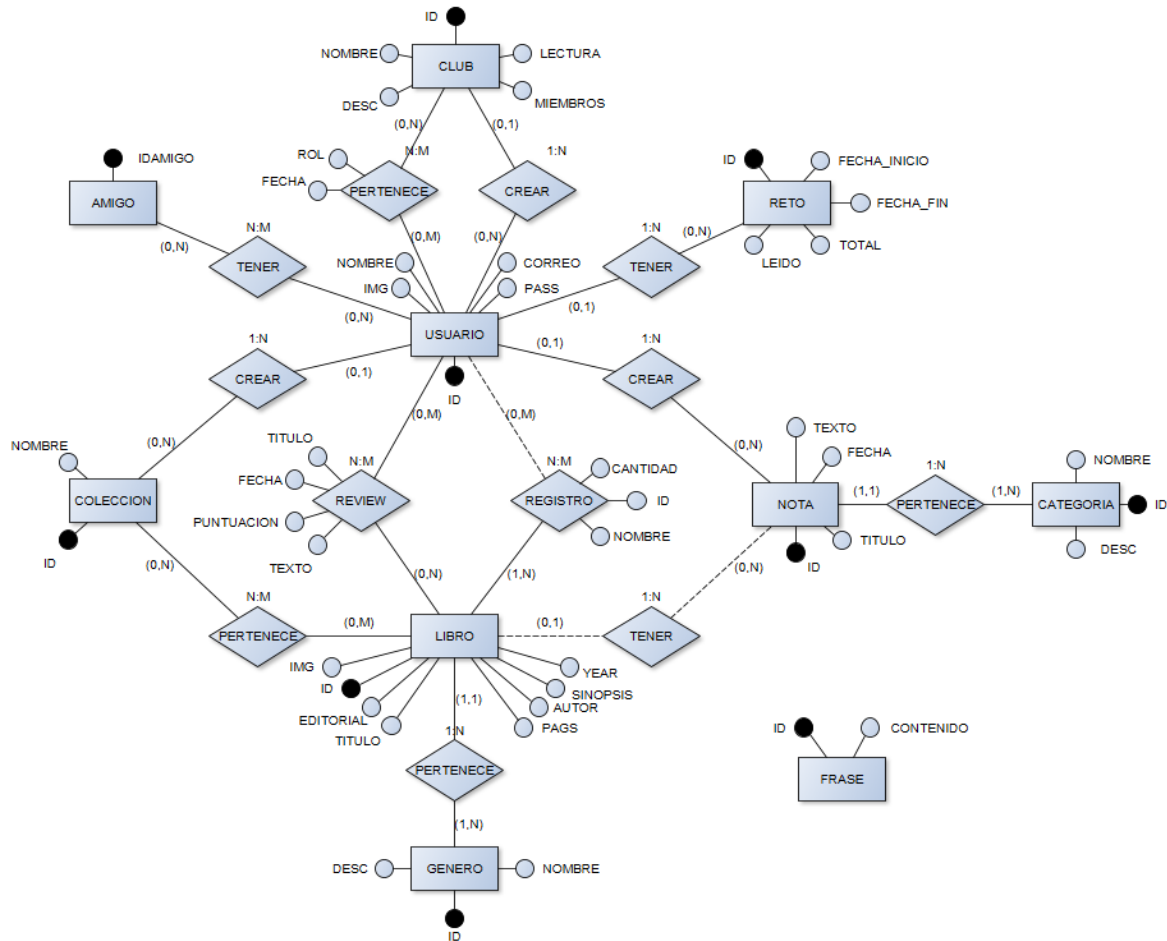 ID
NOMBRE
CLUB
LECTURA
DESC
MIEMBROS
(0,N)
(0,1)
IDAMIGO
AMIGO
ROL
N:M
FECHA
PERTENECE
1:N
CREAR
ID
FECHA_INICIO
RETO
FECHA_FIN
LEIDO
TOTAL
(0,N)
N:M
TENER
(0,N)
(0,M)
(0,N)
1:N
(0,N)
TENER
(0,1)
NOMBRE
IMG
CORREO
PASS
USUARIO
ID
1:N
CREAR
(0,1)
(0,N)
(0,1)
1:N
CREAR
(0,N)
(0,M)
(0,M)
NOMBRE
COLECCION
ID
TITULO
FECHA
PUNTUACION
TEXTO
N:M
REVIEW
N:M
REGISTRO
CANTIDAD
ID
NOMBRE
TEXTO
FECHA
NOTA
TITULO
ID
(1,1)
1:N
PERTENECE
(1,N)
NOMBRE
CATEGORIA
ID
DESC
(0,N)
(0,N)
(1,N)
(0,N)
N:M
PERTENECE
(0,M)
LIBRO
(0,1)
1:N
TENER
IMG
ID
EDITORIAL
TITULO
YEAR
SINOPSIS
AUTOR
PAGS
(1,1)
1:N
PERTENECE
(1,N)
DESC
GENERO
NOMBRE
ID
ID
CONTENIDO
FRASE